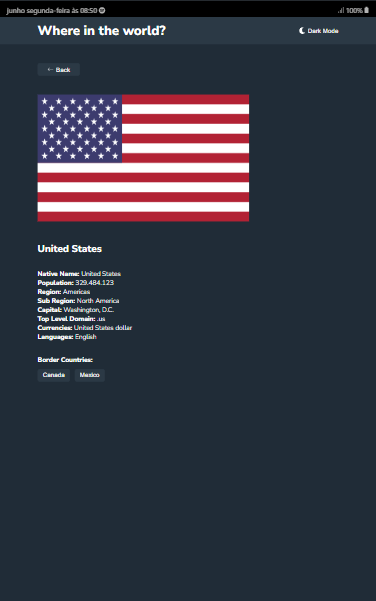 junho segunda-feira às 08:50
100%
Where in the world?
Dark Mode
← Back
United States
Native Name: United States
Population: 329.484.123
Region: Americas
Sub Region: North America
Capital: Washington, D.C.
Top Level Domain: .us
Currencies: United States dollar
Languages: English
Border Countries:
Canada
Mexico